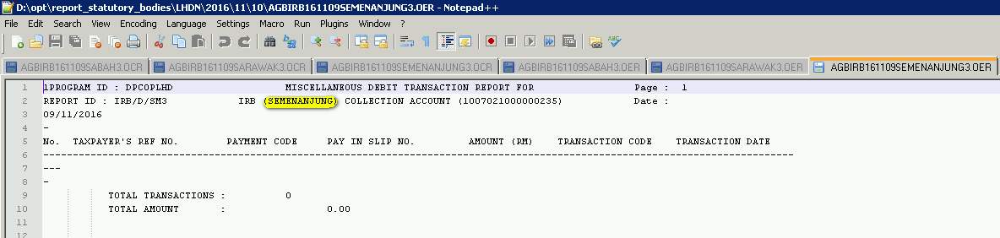 D:\opt\report_statutory_bodies\LHDN\2016\11\10\AGBIRB161109SEMENANJUNG3.OER - Notepad++
File Edit Search View Encoding Language Settings Macro Run Plugins Window ?
AGBIRB161109SABAH3.OCR AGBIRB161109SARAWAK3.OCR AGBIRB161109SEMENANJUNG3.OCR AGBIRB161109SABAH3.OER AGBIRB161109SARAWAK3.OER AGBIRB161109SEMENANJUNG3.OER
1 1PROGRAM ID : DPCOPLHD MISCELLANEOUS DEBIT TRANSACTION REPORT FOR Page : 1
2 REPORT ID : IRB/D/SM3 IRB (SEMENANJUNG) COLLECTION ACCOUNT (1007021000000235) Date :
3 09/11/2016
4 -
5 No. TAXPAYER'S REF NO. PAYMENT CODE PAY IN SLIP NO. AMOUNT (RM) TRANSACTION CODE TRANSACTION DATE
6 -------------------------------------------------------------------------------------------------------------------------------
7 ---
8 -
9 TOTAL TRANSACTIONS : 0
10 TOTAL AMOUNT : 0.00
11
12